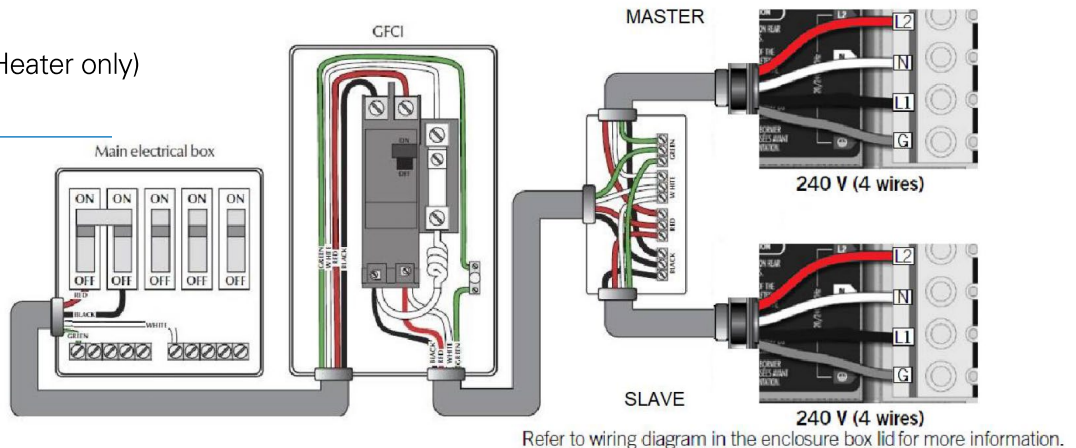 Heater only)
Main electrical box
ON ON ON ON ON
OFF OFF OFF OFF OFF
RED
BLACK
WHITE
GREEN
GFCI
ON
OFF
GREEN
WHITE
RED
BLACK
BLACK
RED
WHITE
GREEN
GREEN
WHITE
RED
BLACK
MASTER
L2
N
L1
G
240 V (4 wires)
SLAVE
L2
N
L1
G
240 V (4 wires)
Refer to wiring diagram in the enclosure box lid for more information.